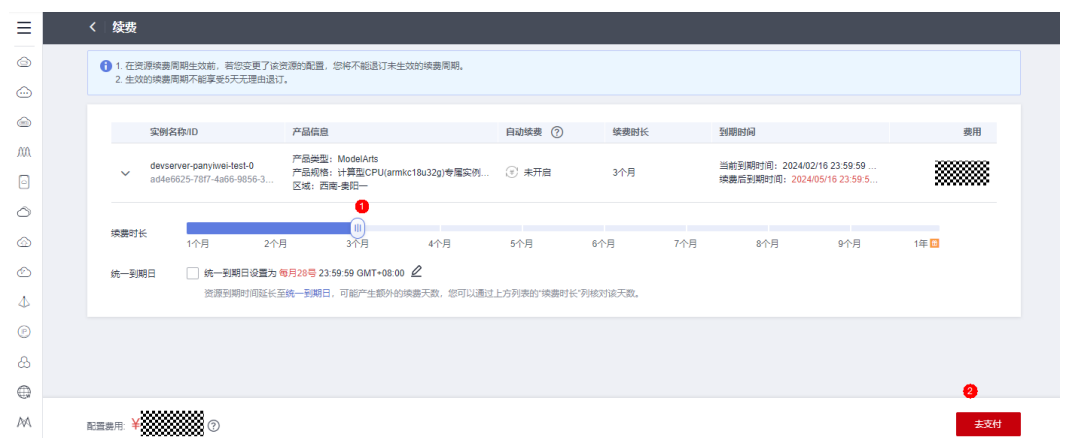 续费
1. 在资源续费周期生效前，若您变更了该资源的配置，您将不能退订未生效的续费周期。
2. 生效的续费周期不能享受5天无理由退订。
实例名称/ID 产品信息 自动续费 ? 续费时长 到期时间 费用
devserver-panyiwei-test-0
ad4e6625-78f7-4a66-9856-3...
产品类型：ModelArts
产品规格：计算型CPU(armkc18u32g)专属实例...
区域：西南-贵阳一
未开启
3个月
当前到期时间：2024/02/16 23:59:59 ...
续费后到期时间：2024/05/16 23:59:5...
1
续费时长
1个月 2个月 3个月 4个月 5个月 6个月 7个月 8个月 9个月 1年
统一到期日 统一到期日设置为 每月28号 23:59:59 GMT+08:00
资源到期时间延长至统一到期日，可能产生额外的续费天数，您可以通过上方列表的“续费时长”列核对该天数。
2
配置费用: ¥ ?
去支付